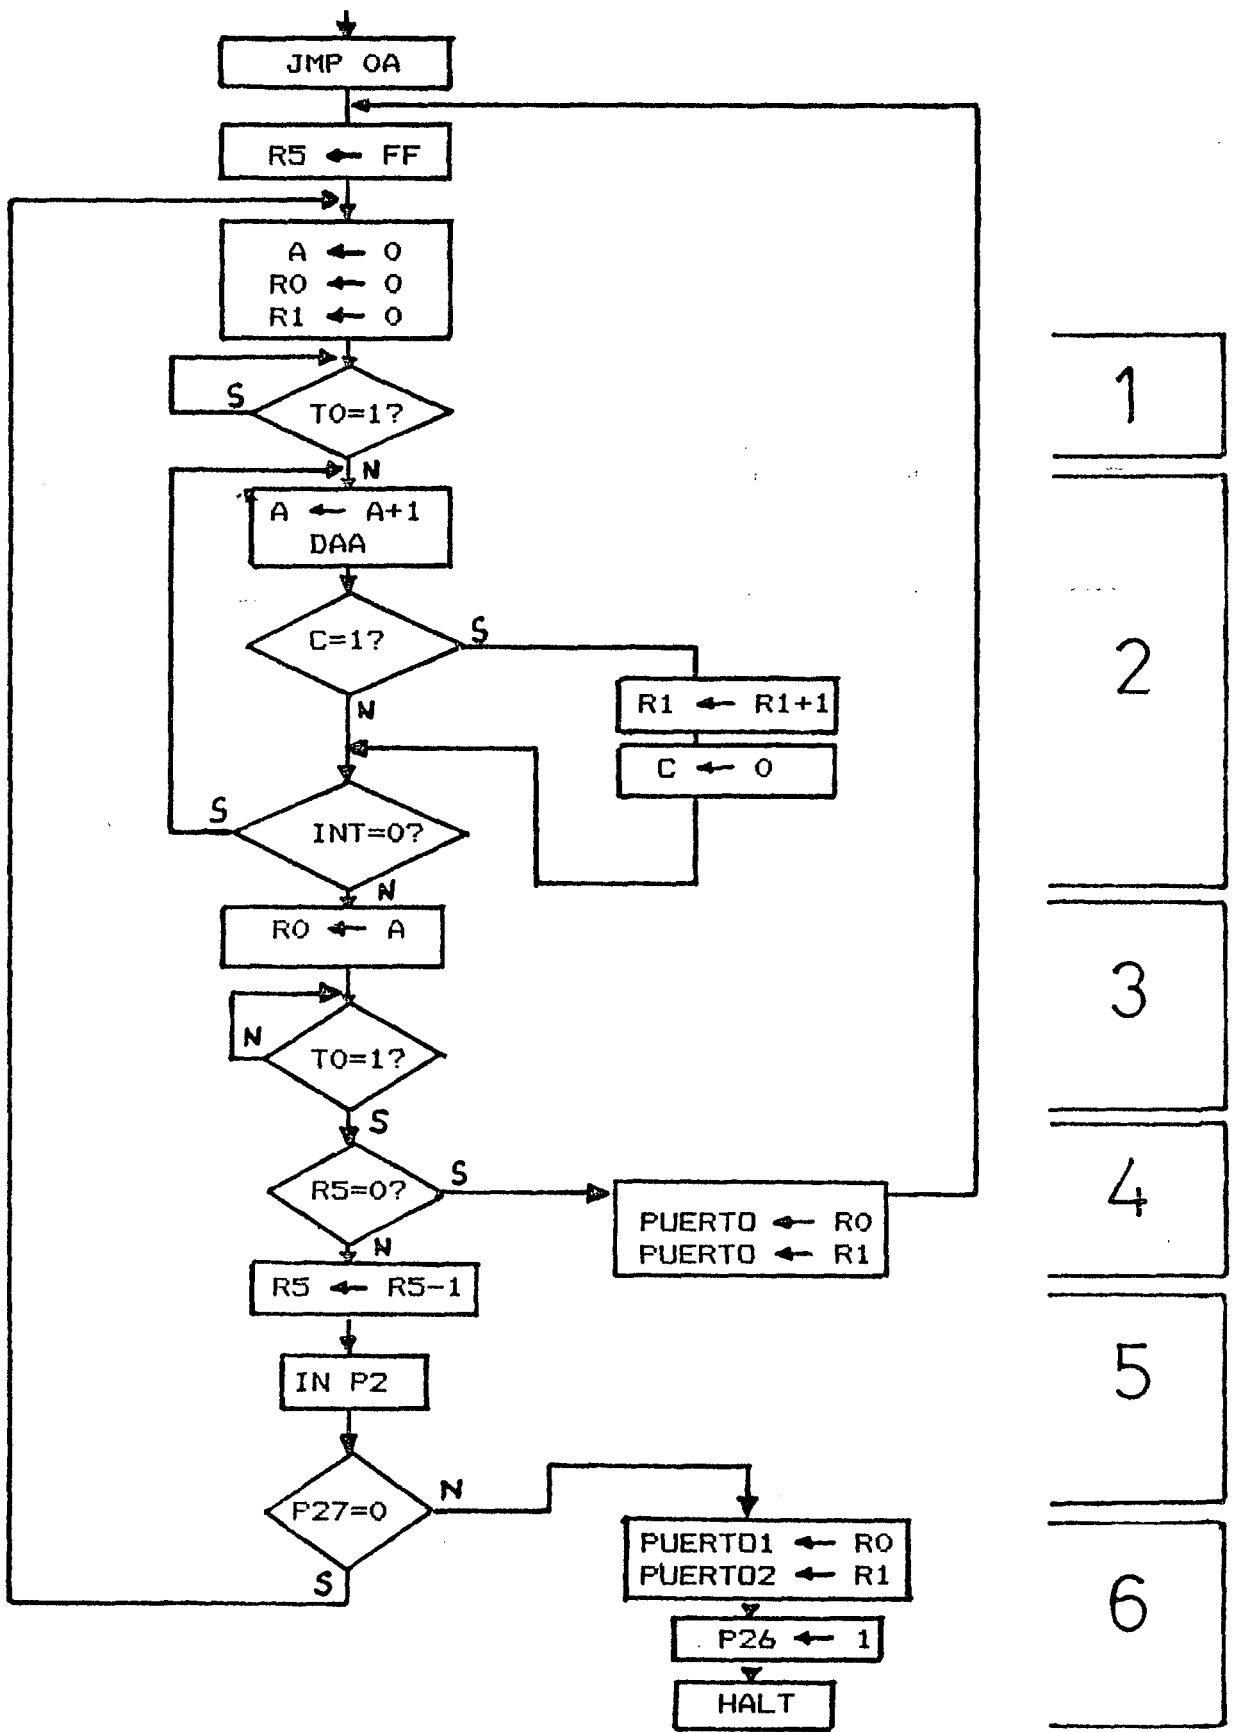 JMP 0A
R5 ← FF
A ← 0
R0 ← 0
R1 ← 0
S
T0=1?
1
N
A ← A+1
DAA
C=1?
S
2
R1 ← R1+1
N
C ← 0
S
INT=0?
N
R0 ← A
3
N
T0=1?
S
R5=0?
S
4
PUERTO ← R0
N
PUERTO ← R1
R5 ← R5-1
IN P2
5
P27=0
N
PUERTO1 ← R0
PUERTO2 ← R1
S
6
P26 ← 1
HALT